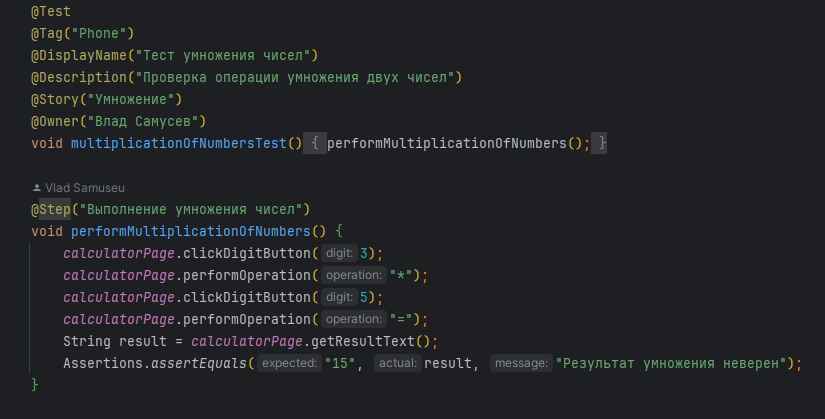 @Test
@Tag("Phone")
@DisplayName("Тест умножения чисел")
@Description("Проверка операции умножения двух чисел")
@Story("Умножение")
@Owner("Влад Самусев")
void multiplicationOfNumbersTest() { performMultiplicationOfNumbers(); }
Vlad Samuseu
@Step("Выполнение умножения чисел")
void performMultiplicationOfNumbers() {
calculatorPage.clickDigitButton( digit: 3);
calculatorPage.performOperation( operation: "*");
calculatorPage.clickDigitButton( digit: 5);
calculatorPage.performOperation( operation: "=");
String result = calculatorPage.getResultText();
Assertions.assertEquals( expected: "15", actual: result, message: "Результат умножения неверен");
}